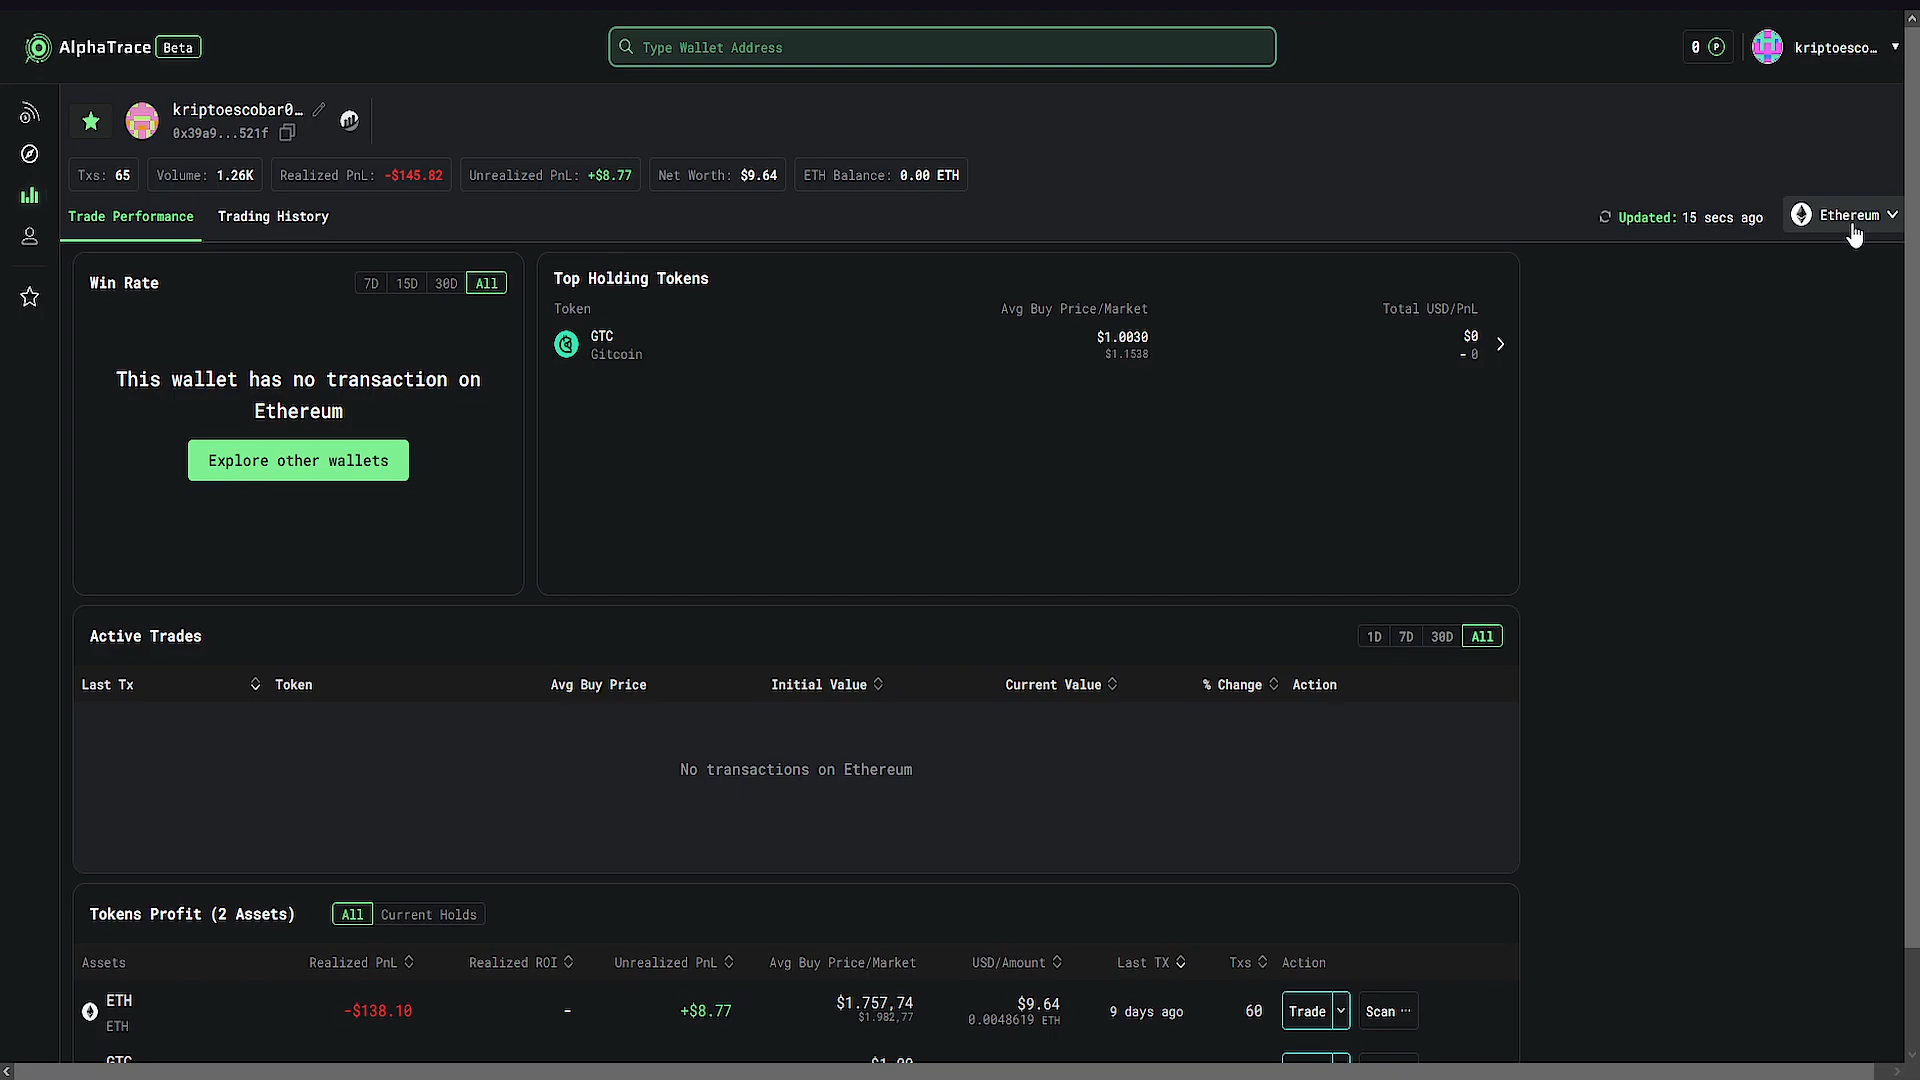 AlphaTrace Beta
Type Wallet Address
0
kriptoesco…
kriptoescobar0…
0x39a9...521f
Txs: 65
Volume: 1.26K
Realized PnL: -$145.82
Unrealized PnL: +$8.77
Net Worth: $9.64
ETH Balance: 0.00 ETH
Trade Performance
Trading History
Updated: 15 secs ago
Ethereum
Win Rate
7D 15D 30D All
This wallet has no transaction on
Ethereum
Explore other wallets
Top Holding Tokens
Token Avg Buy Price/Market Total USD/PnL
GTC $1.0030 $0
Gitcoin $1.1538 - 0
Active Trades
1D 7D 30D All
Last Tx Token Avg Buy Price Initial Value Current Value % Change Action
No transactions on Ethereum
Tokens Profit (2 Assets)
All Current Holds
Assets Realized PnL Realized ROI Unrealized PnL Avg Buy Price/Market USD/Amount Last TX Txs Action
ETH -$138.10 - +$8.77 $1.757,74 $9.64 9 days ago 60 Trade Scan ...
ETH $1.982,77 0.0048619 ETH
GTC $1.00